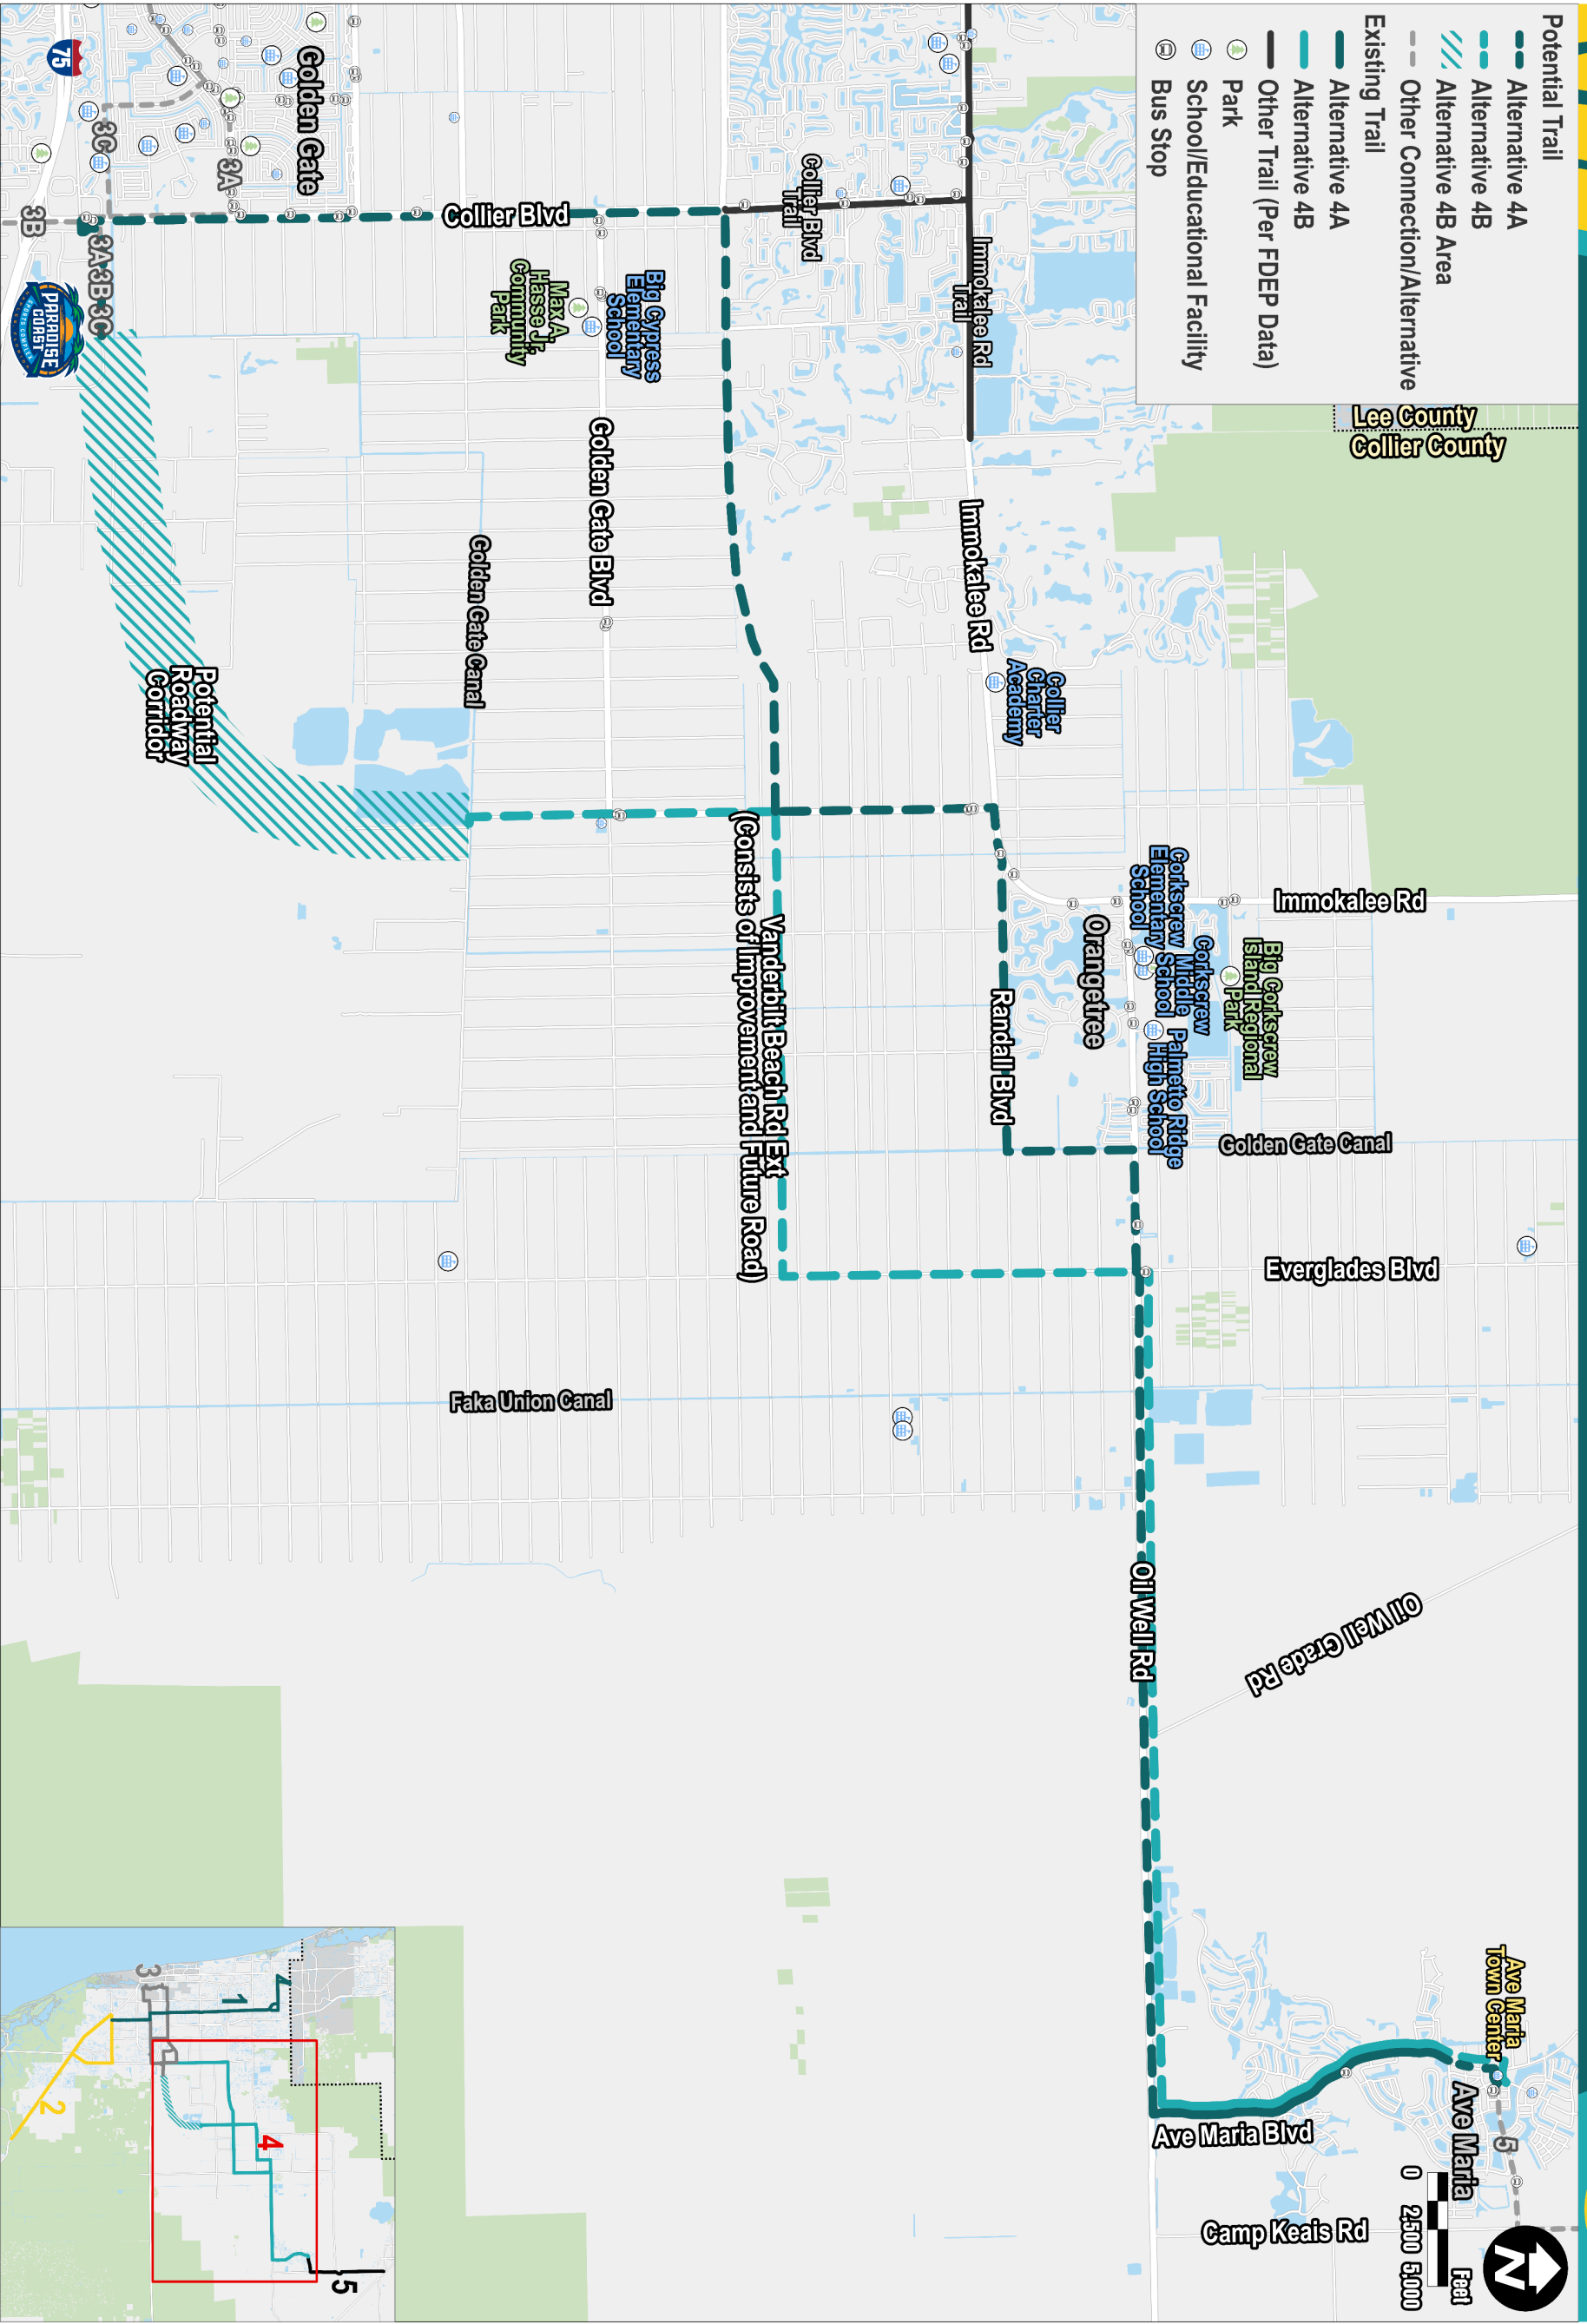 Potential Trail
Alternative 4A
Alternative 4B
Alternative 4B Area
Other Connection/Alternative
Existing Trail
Alternative 4A
Alternative 4B
Other Trail (Per FDEP Data)
Park
School/Educational Facility
Bus Stop
Lee County
Collier County
Immokalee Rd
Trail
Collier Blvd
Trail
Immokalee Rd
Collier
Charter
Academy
Golden Gate
3C
3A
3B
75
3A3B3C
PARADISE
COAST
SPORTS COMPLEX
Collier Blvd
Big Cypress
Elementary
School
Max A.
Hasse Jr.
Community
Park
Golden Gate Blvd
Golden Gate Canal
Potential
Roadway
Corridor
Immokalee Rd
Big Corkscrew
Island Regional
Park
Corkscrew
Elementary
School
Corkscrew
Middle
School
Palmetto Ridge
High School
Orangetree
Randall Blvd
Vanderbilt Beach Rd Ext
(Consists of Improvement and Future Road)
Golden Gate Canal
Everglades Blvd
Faka Union Canal
Oil Well Rd
Oil Well Grade Rd
Ave Maria
Town Center
Ave Maria
5
Ave Maria Blvd
Camp Keais Rd
N
0 2,500 5,000
Feet
1
2
3
4
5